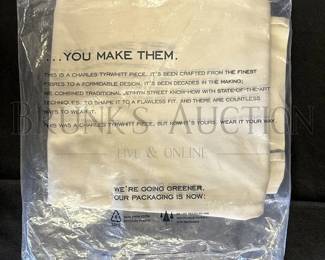 ...YOU MAKE THEM.
THIS IS A CHARLES TYRWHITT PIECE. IT'S BEEN CRAFTED FROM THE FINEST
TO A FORMIDABLE DESIGN. IT'S BEEN DECADES IN THE MAKING;
WE COMBINED TRADITIONAL JERMYN STREET KNOW-HOW WITH STATE-OF-THE-ART
TECHNIQUES, TO SHAPE IT TO A FLAWLESS FIT. AND THERE ARE COUNTLESS
WAYS TO WEAR IT.
THIS WAS A CHARLES TYRWHITT PIECE, BUT NOW IT'S YOURS. WEAR IT YOUR WAY.
AUCTION
LIVE & ONLINE
WE'RE GOING GREENER.
OUR PACKAGING IS NOW: